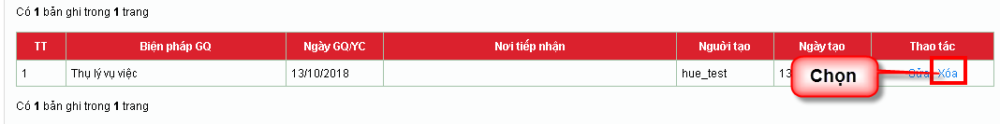 Có 1 bản ghi trong 1 trang
TT Biện pháp GQ Ngày GQ/YC Nơi tiếp nhận Người tạo Ngày tạo Thao tác
1 Thụ lý vụ việc 13/10/2018 hue_test 13 Sửa Xóa
Chọn
Có 1 bản ghi trong 1 trang